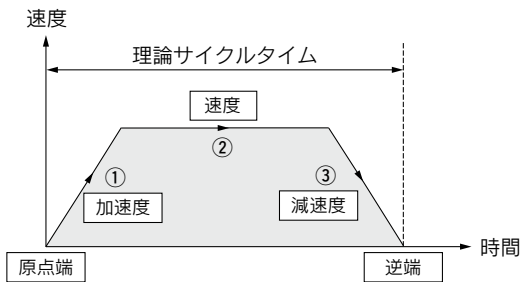 速度
理論サイクルタイム
速度
②
①
③
加速度
減速度
時間
原点端
逆端